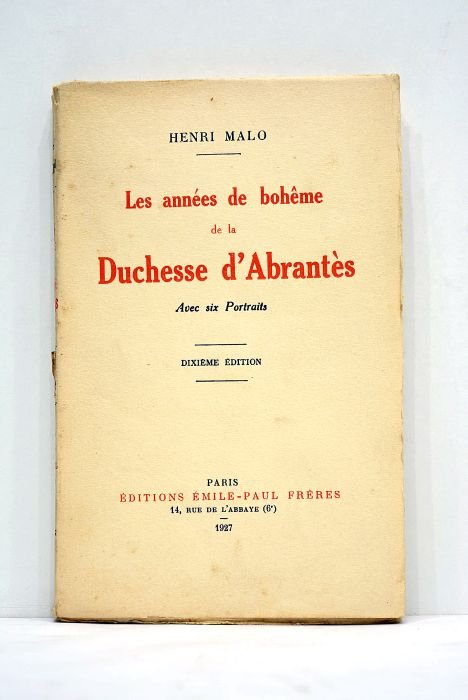 HENRI MALO
Les années de bohême
de la
Duchesse d'Abrantès
Avec six Portraits
DIXIÈME ÉDITION
PARIS
ÉDITIONS ÉMILE-PAUL FRÈRES
14, RUE DE L'ABBAYE (6ᵉ)
1927